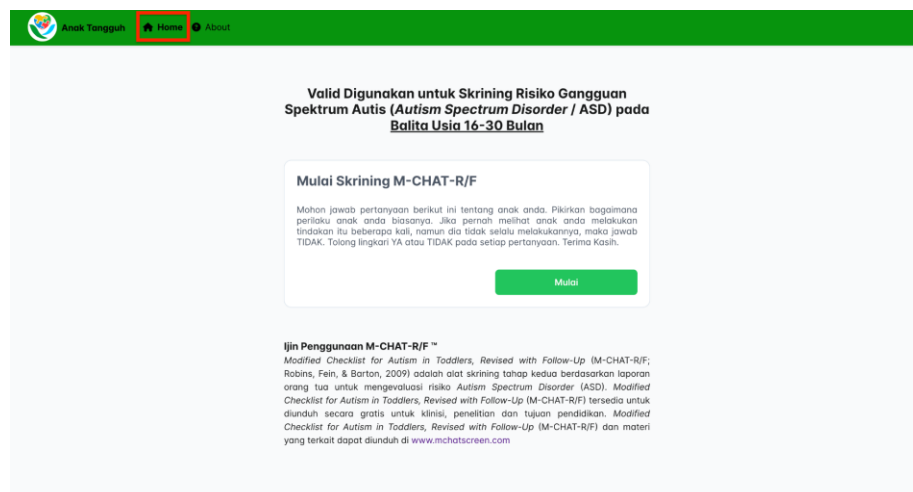 Anak Tangguh Home About
Valid Digunakan untuk Skrining Risiko Gangguan
Spektrum Autis (Autism Spectrum Disorder / ASD) pada
Balita Usia 16-30 Bulan
Mulai Skrining M-CHAT-R/F
Mohon jawab pertanyaan berikut ini tentang anak anda. Pikirkan bagaimana
perilaku anak anda biasanya. Jika pernah melihat anak anda melakukan
tindakan itu beberapa kali, namun dia tidak selalu melakukannya, maka jawab
TIDAK. Tolong lingkari YA atau TIDAK pada setiap pertanyaan. Terima Kasih.
Mulai
Ijin Penggunaan M-CHAT-R/F ™
Modified Checklist for Autism in Toddlers, Revised with Follow-Up (M-CHAT-R/F;
Robins, Fein, & Barton, 2009) adalah alat skrining tahap kedua berdasarkan laporan
orang tua untuk mengevaluasi risiko Autism Spectrum Disorder (ASD). Modified
Checklist for Autism in Toddlers, Revised with Follow-Up (M-CHAT-R/F) tersedia untuk
diunduh secara gratis untuk klinisi, penelitian dan tujuan pendidikan. Modified
Checklist for Autism in Toddlers, Revised with Follow-Up (M-CHAT-R/F) dan materi
yang terkait dapat diunduh di www.mchatscreen.com